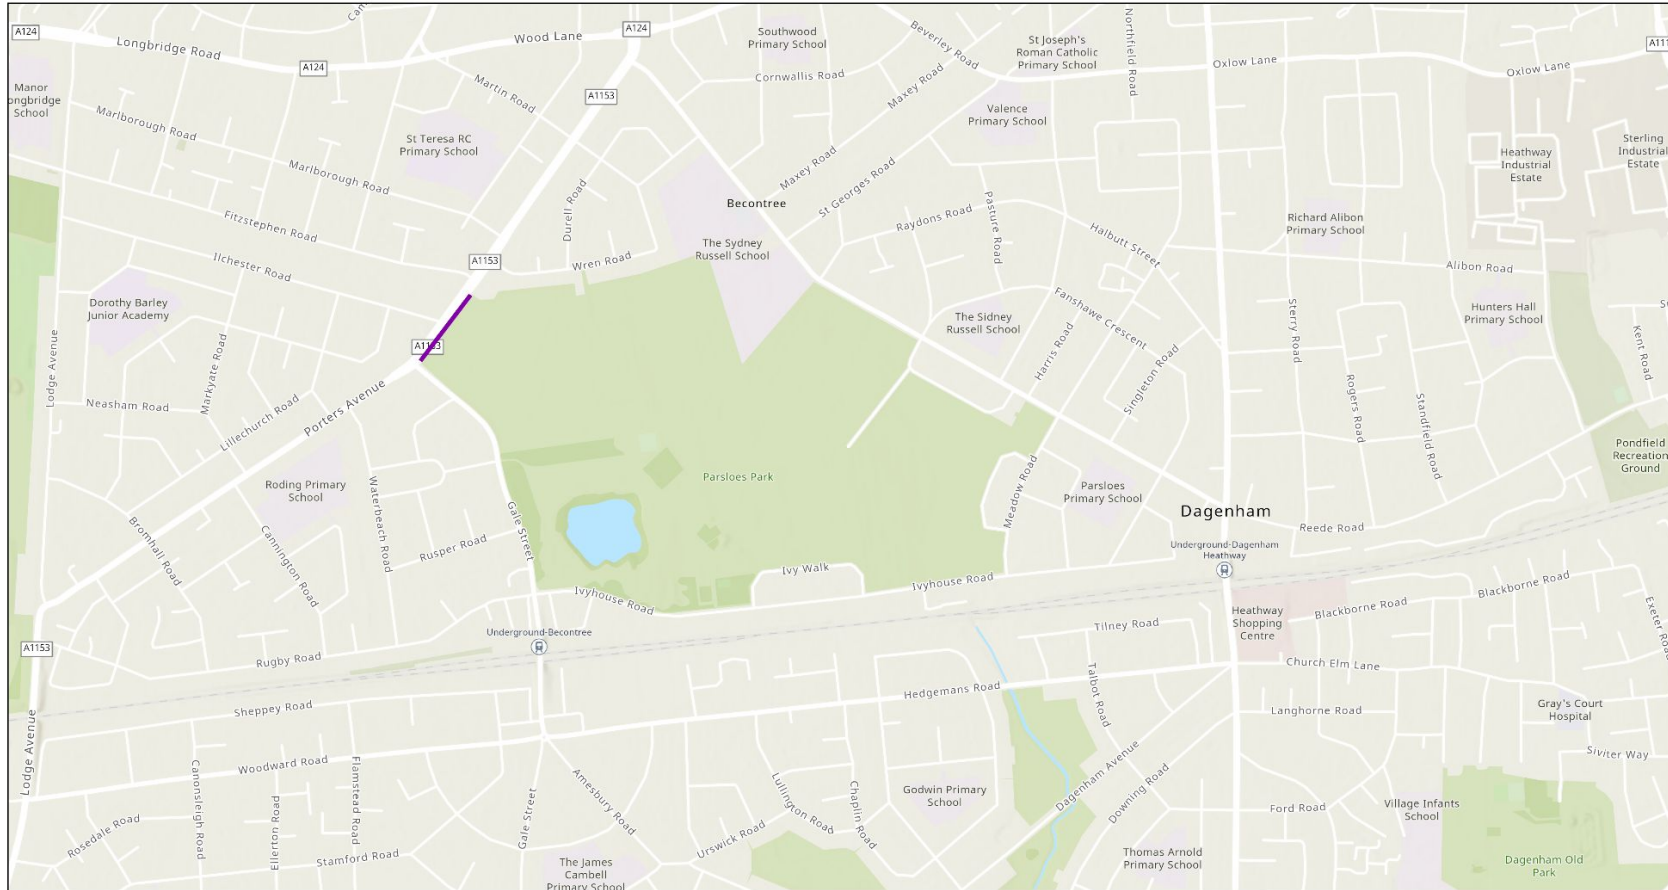 A124
Longbridge Road
A124
Wood Lane
A124
Southwood
Primary School
Beverley Road
St Joseph's
Roman Catholic
Primary School
Northfield Road
Oxlow Lane
Oxlow Lane
Manor
Longbridge
School
Martin Road
A1153
Cornwallis Road
Maxey Road
Valence
Primary School
Marlborough Road
St Teresa RC
Primary School
Heathway
Industrial
Estate
Sterling
Industrial
Estate
Marlborough Road
Maxey Road
St Georges Road
Becontree
Durell Road
Pasture Road
Raydons Road
Richard Alibon
Primary School
Fitzstephen Road
Halbutt Street
The Sydney
Russell School
Ilchester Road
A1153
Wren Road
Alibon Road
Dorothy Barley
Junior Academy
Fanshawe Crescent
The Sidney
Russell School
Hunters Hall
Primary School
Sterry Road
Kent Road
Lodge Avenue
Markyate Road
A1153
Harris Road
Singleton Road
Neasham Road
Porters Avenue
Lillechurch Road
Rogers Road
Standfield Road
Pondfield
Recreation
Ground
Roding Primary
School
Waterbeach Road
Parsloes Park
Meadow Road
Parsloes
Primary School
Dagenham
Gale Street
Reede Road
Bromhall Road
Cannington Road
Rusper Road
Underground-Dagenham
Heathway
Ivy Walk
Ivyhouse Road
Ivyhouse Road
Blackborne Road
Blackborne Road
Exeter Road
Heathway
Shopping
Centre
Underground-Becontree
Tilney Road
A1153
Rugby Road
Church Elm Lane
Talbot Road
Hedgemans Road
Sheppey Road
Langhorne Road
Gray's Court
Hospital
Lodge Avenue
Siviter Way
Woodward Road
Canonsleigh Road
Flamstead Road
Amesbury Road
Dagenham Avenue
Downing Road
Godwin Primary
School
Lullington Road
Chaplin Road
Ford Road
Village Infants
School
Rosedale Road
Ellerton Road
Gale Street
Urswick Road
Stamford Road
The James
Cambell
Primary School
Thomas Arnold
Primary School
Dagenham Old
Park